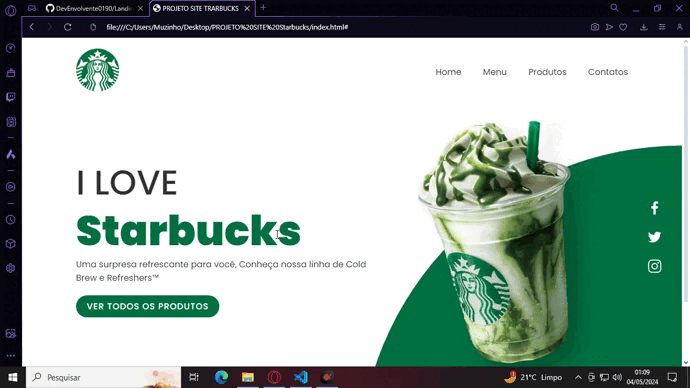 DevEnvolvente0190/Landi
PROJETO SITE TRARBUCKS
file:///C:/Users/Muzinho/Desktop/PROJETO%20SITE%20Starbucks/index.html#
Home Menu Produtos Contatos
I LOVE
Starbucks
Uma surpresa refrescante para você, Conheça nossa linha de Cold
Brew e Refreshers™
VER TODOS OS PRODUTOS
Pesquisar
21°C Limpo
01:09
04/05/2024